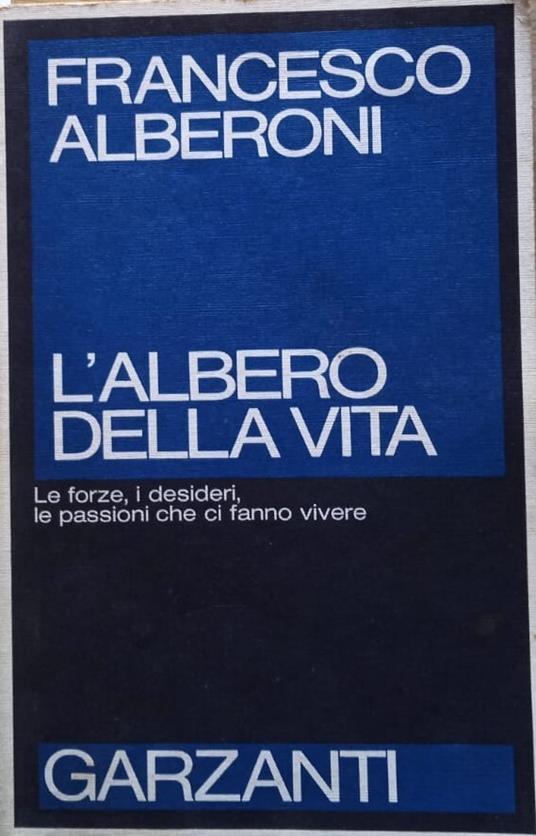 FRANCESCO
ALBERONI
L'ALBERO
DELLA VITA
Le forze, i desideri,
le passioni che ci fanno vivere
GARZANTI